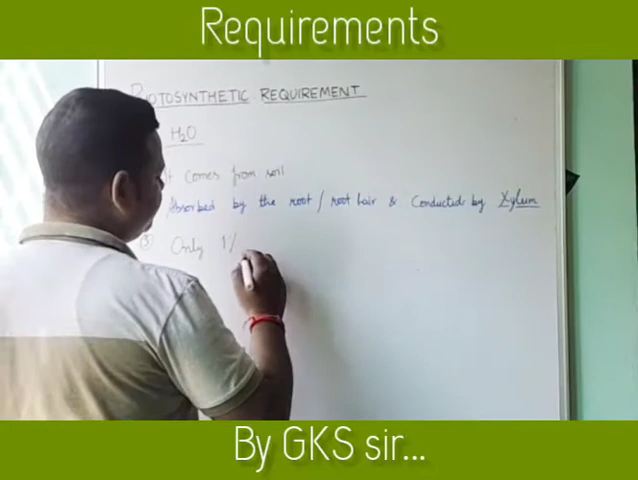 Requirements
PHOTOSYNTHETIC REQUIREMENT
H₂O
It Comes from soil
Absorbed by the root / root hair & Conducted by Xylum
(3) Only 1%
By GKS sir...